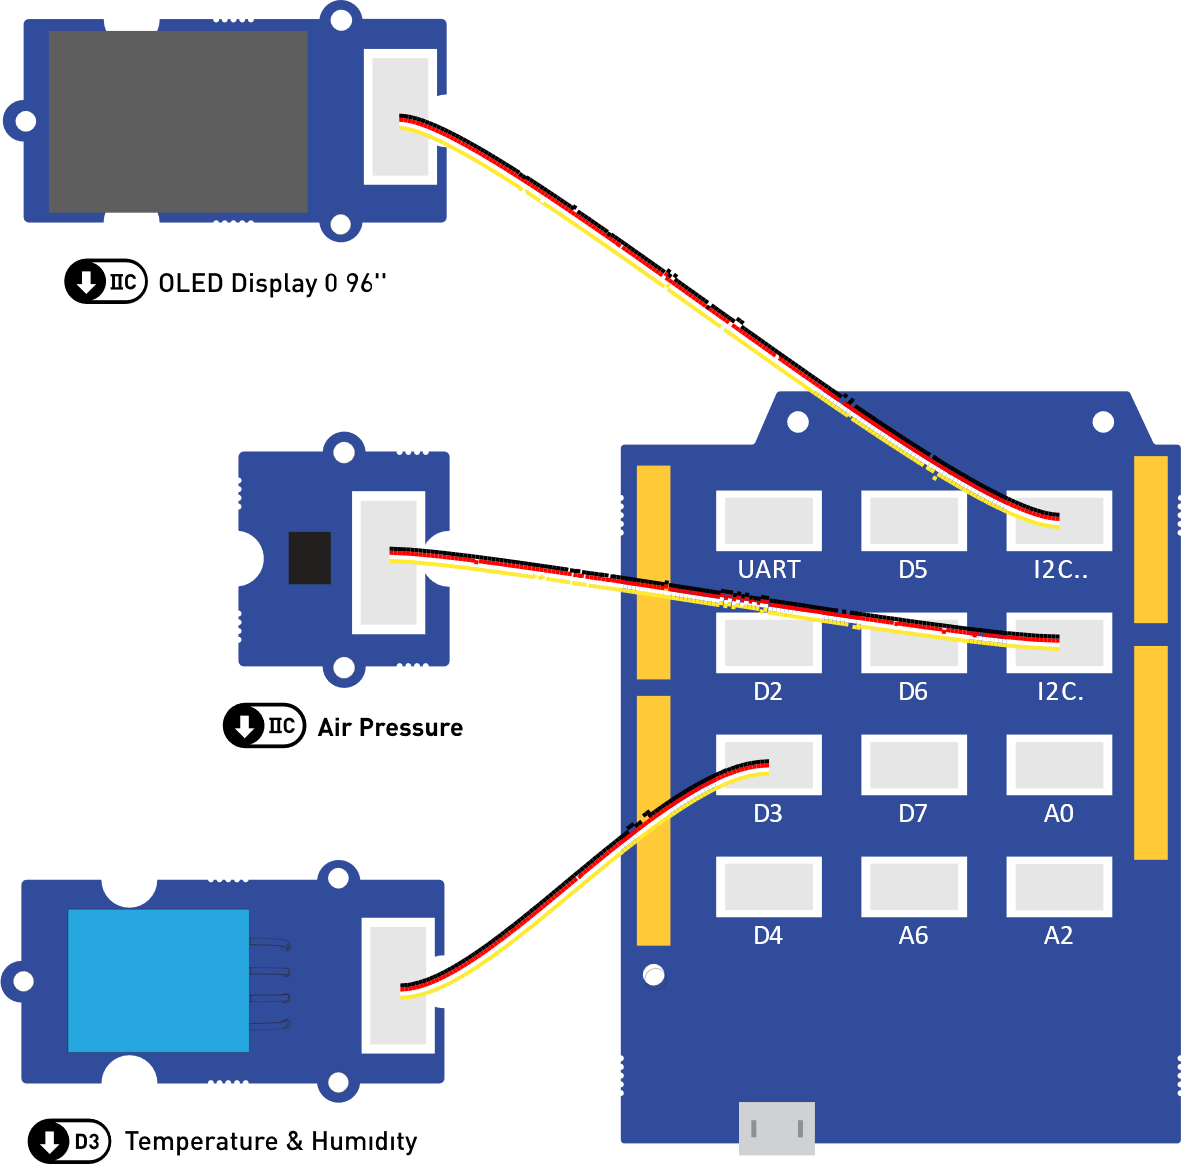 IIC OLED Display 0 96''
UART D5 I2C..
D2 D6 I2C.
IIC Air Pressure
D3 D7 A0
D4 A6 A2
D3 Temperature & Humidity